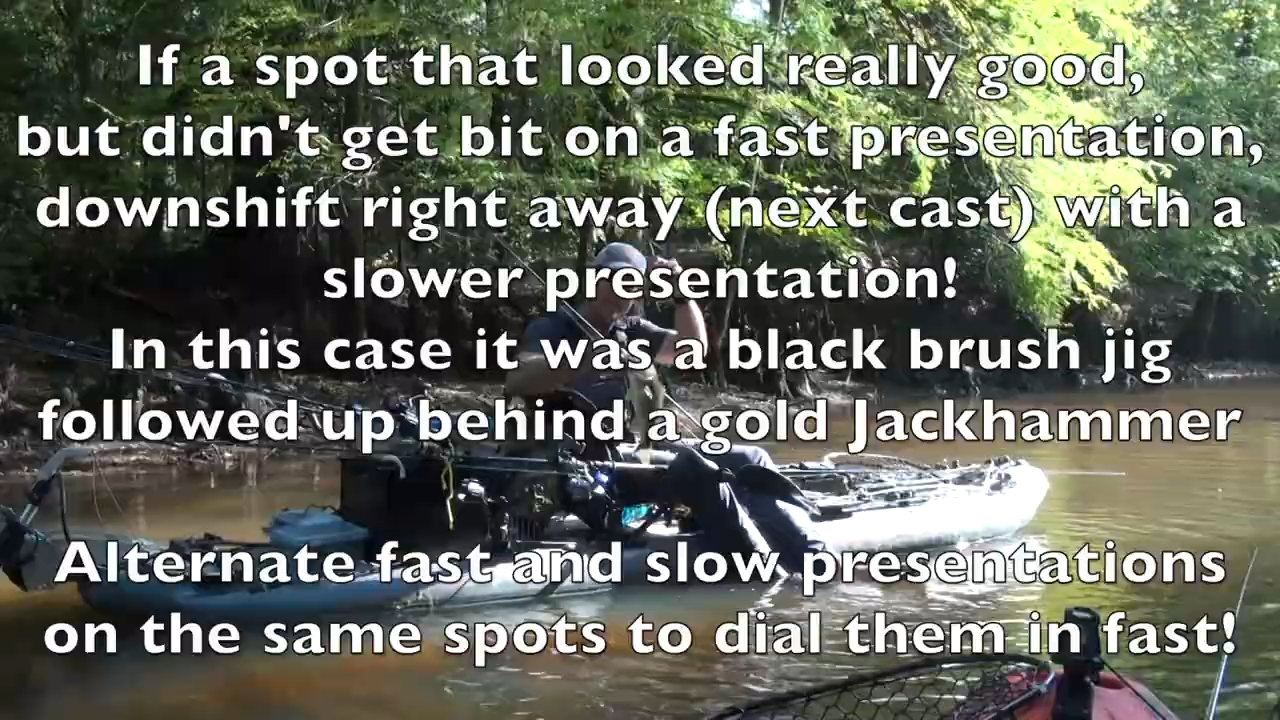 If a spot that looked really good,
but didn't get bit on a fast presentation,
downshift right away (next cast) with a
slower presentation!
In this case it was a black brush jig
followed up behind a gold Jackhammer
Alternate fast and slow presentations
on the same spots to dial them in fast!